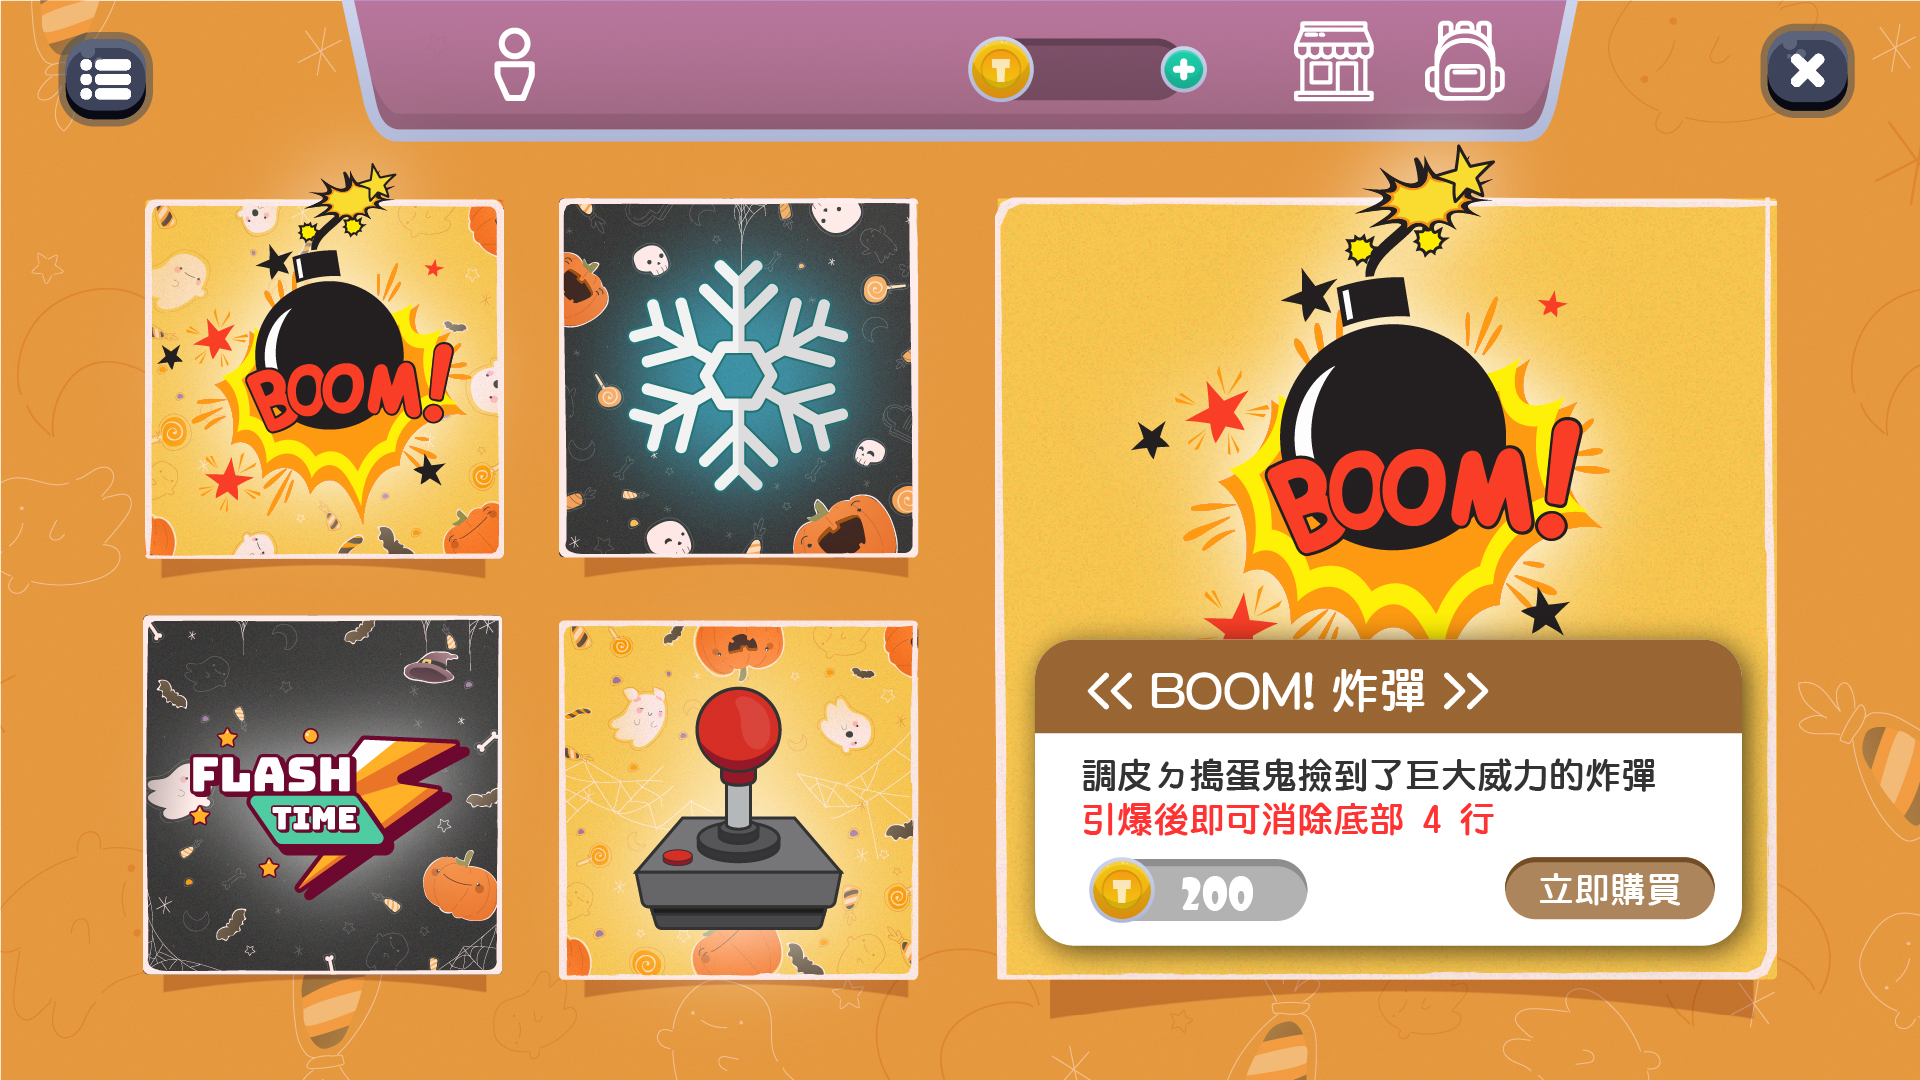 T
BOOM!
FLASH
TIME
BOOM!
<< BOOM! 炸彈 >>
調皮ㄉ搗蛋鬼撿到了巨大威力的炸彈
引爆後即可消除底部 4 行
T 200
立即購買